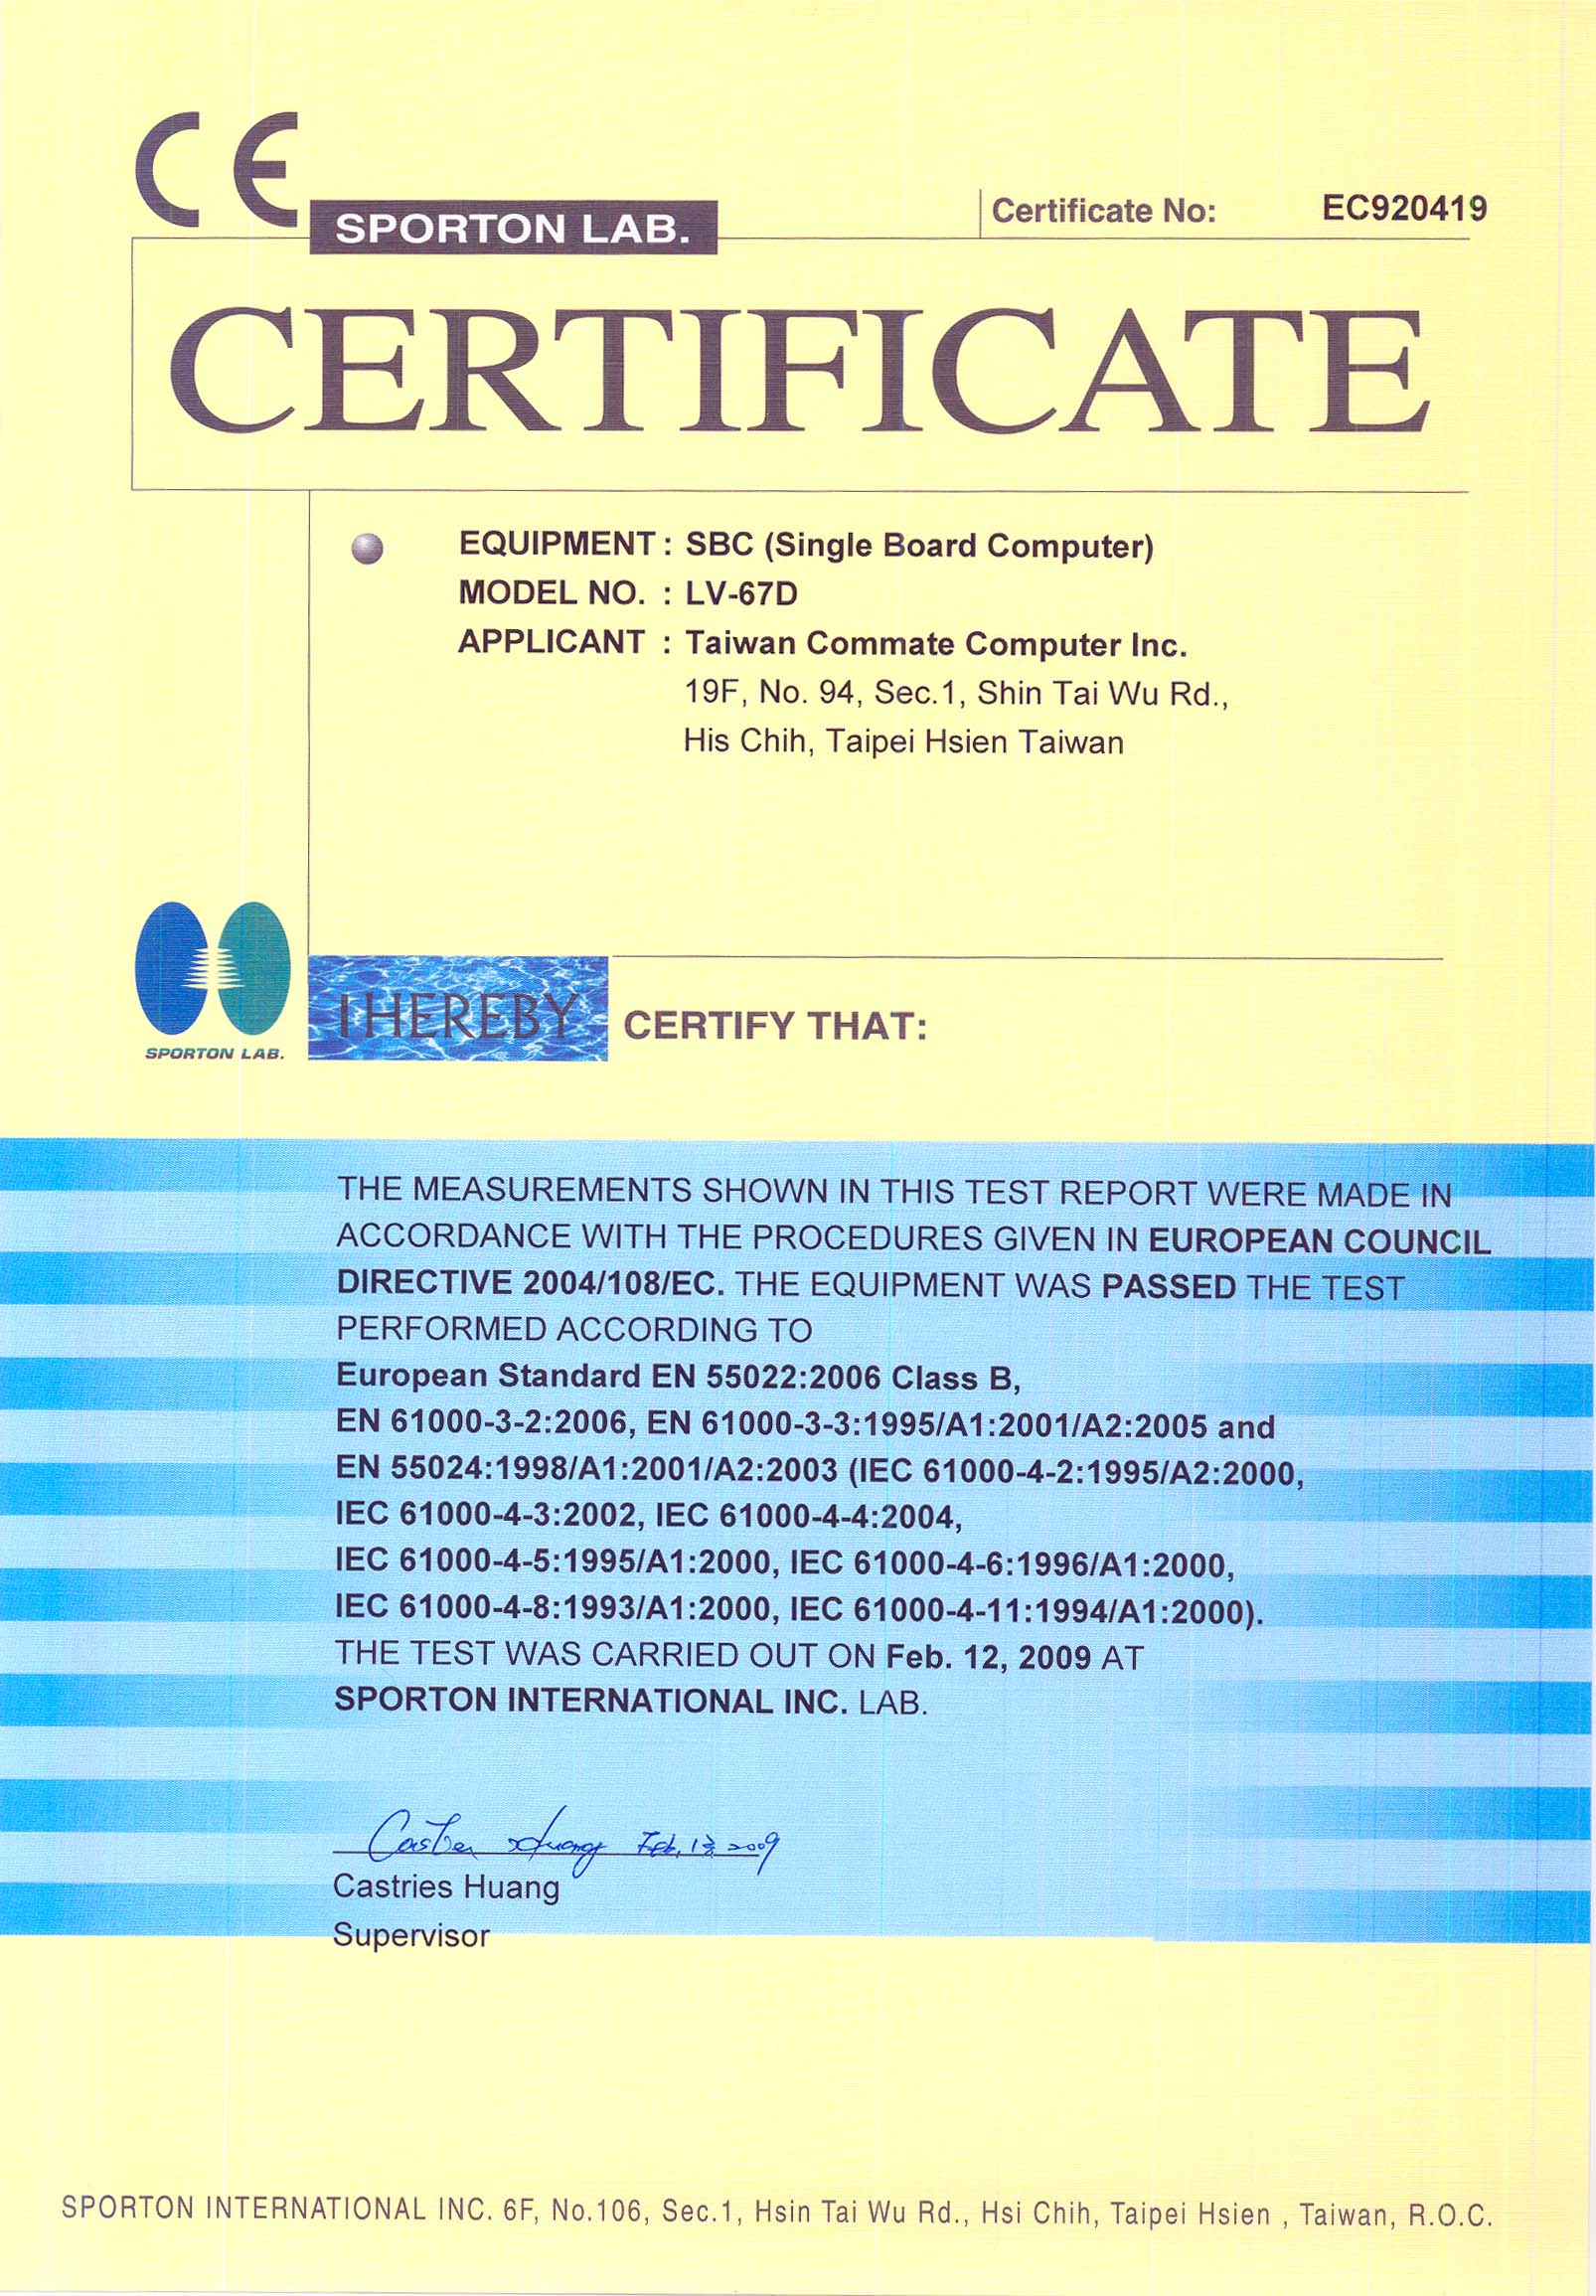 CE
SPORTON LAB.
Certificate No: EC920419
CERTIFICATE
EQUIPMENT : SBC (Single Board Computer)
MODEL NO. : LV-67D
APPLICANT : Taiwan Commate Computer Inc.
19F, No. 94, Sec.1, Shin Tai Wu Rd.,
His Chih, Taipei Hsien Taiwan
SPORTON LAB.
I HEREBY CERTIFY THAT:
THE MEASUREMENTS SHOWN IN THIS TEST REPORT WERE MADE IN
ACCORDANCE WITH THE PROCEDURES GIVEN IN EUROPEAN COUNCIL
DIRECTIVE 2004/108/EC. THE EQUIPMENT WAS PASSED THE TEST
PERFORMED ACCORDING TO
European Standard EN 55022:2006 Class B,
EN 61000-3-2:2006, EN 61000-3-3:1995/A1:2001/A2:2005 and
EN 55024:1998/A1:2001/A2:2003 (IEC 61000-4-2:1995/A2:2000,
IEC 61000-4-3:2002, IEC 61000-4-4:2004,
IEC 61000-4-5:1995/A1:2000, IEC 61000-4-6:1996/A1:2000,
IEC 61000-4-8:1993/A1:2000, IEC 61000-4-11:1994/A1:2000).
THE TEST WAS CARRIED OUT ON Feb. 12, 2009 AT
SPORTON INTERNATIONAL INC. LAB.
Huang Feb. 2009
Castries Huang
Supervisor
SPORTON INTERNATIONAL INC. 6F, No.106, Sec.1, Hsin Tai Wu Rd., Hsi Chih, Taipei Hsien , Taiwan, R.O.C.